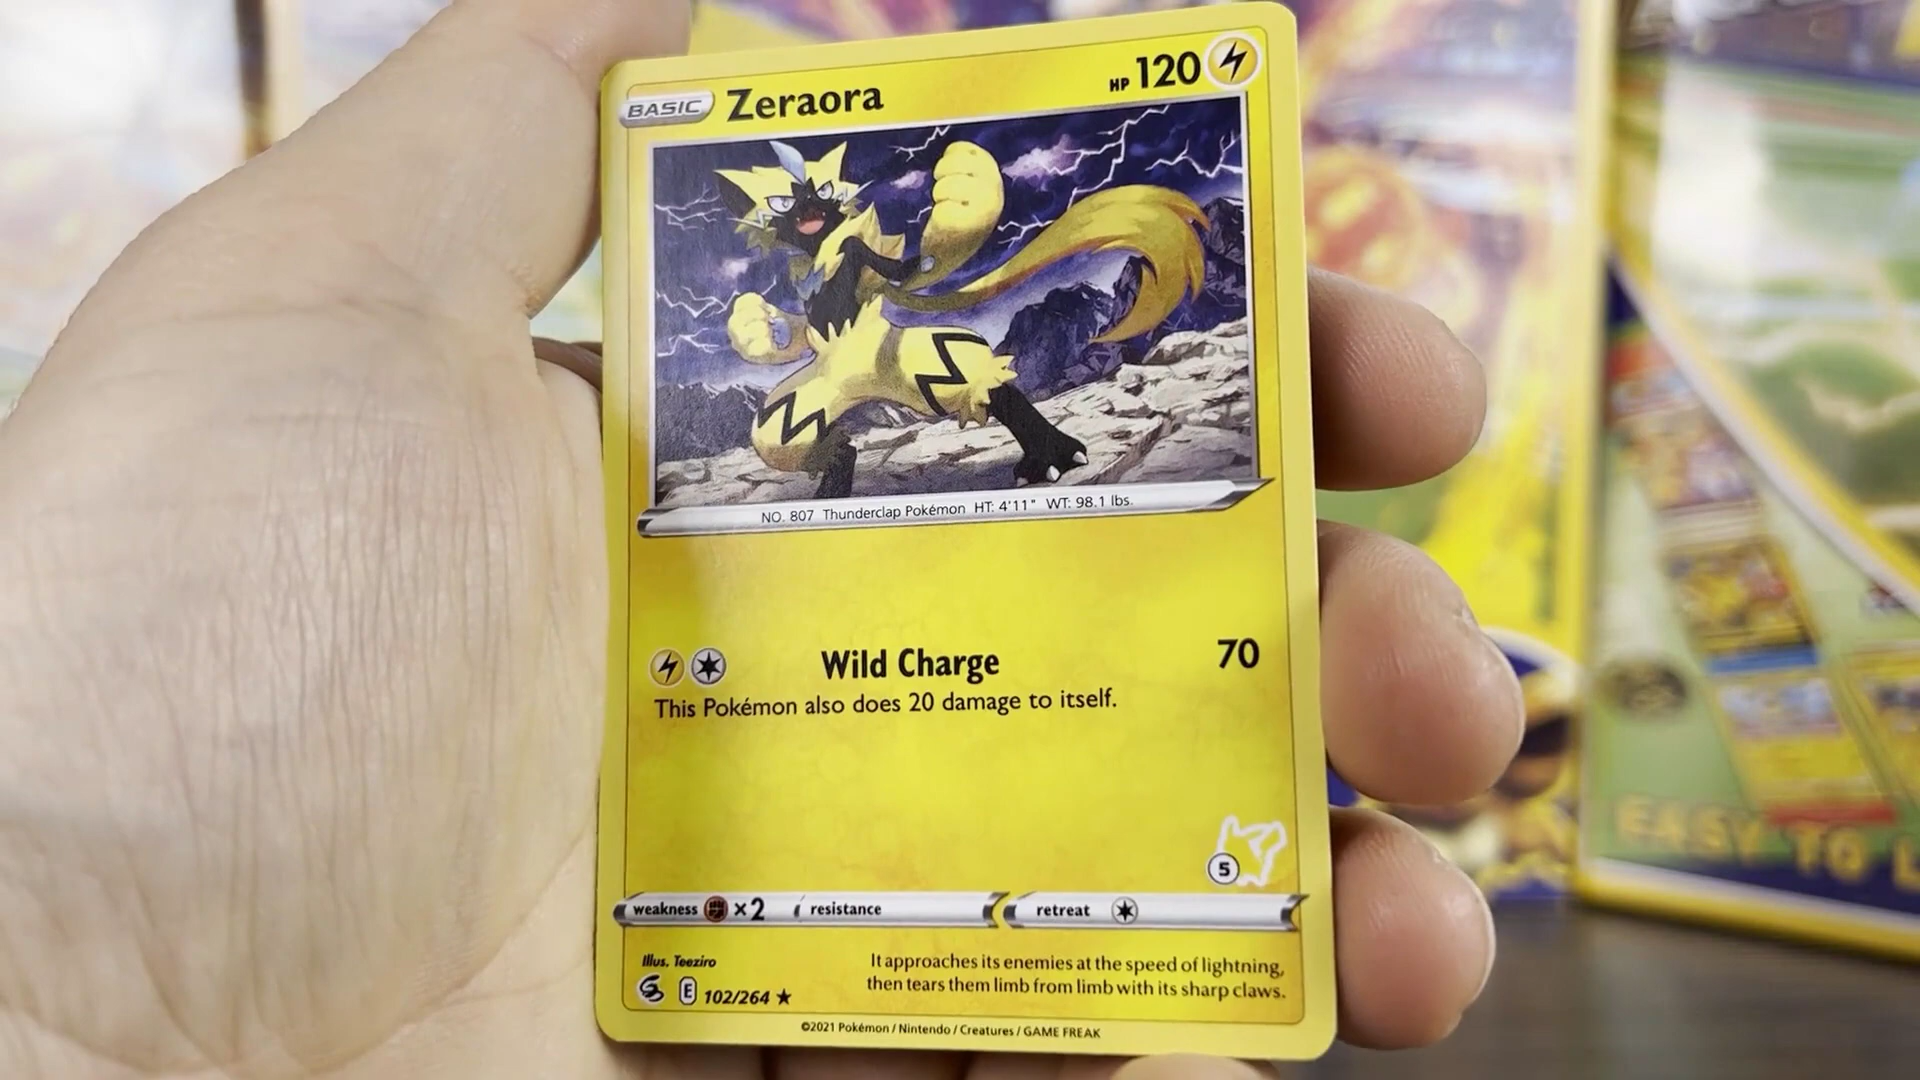 BASIC Zeraora HP 120
NO. 807 Thunderclap Pokémon HT: 4'11" WT: 98.1 lbs.
Wild Charge 70
This Pokémon also does 20 damage to itself.
5
weakness ×2 resistance retreat
Illus. Teeziro
It approaches its enemies at the speed of lightning,
then tears them limb from limb with its sharp claws.
E 102/264 ★
©2021 Pokémon / Nintendo / Creatures / GAME FREAK
EASY TO L